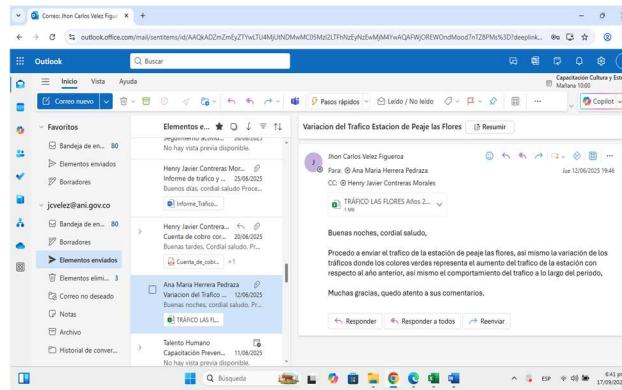 Correo: Jhon Carlos Velez Figuer
outlook.office.com/mail/sentitems/id/
Outlook
Buscar
Inicio Vista Ayuda
Capacitación Cultura y Est
Mañana 10:00
Correo nuevo
Pasos rápidos
Leído / No leído
Copilot
Favoritos
Bandeja de en... 80
Elementos enviados
Borradores
jcvelez@ani.gov.co
Bandeja de en... 80
Borradores
Elementos enviados
Elementos elimi... 3
Correo no deseado
Notas
Archivo
Historial de conver...
Elementos e...
No hay vista previa disponible.
Henry Javier Contreras Mor...
Informe de trafico y ... 25/06/2025
Buenos días, cordial saludo Proce...
Informe_Trafico...
Henry Javier Contrera...
Cuenta de cobro cor... 20/06/2025
Buenas tardes, Cordial saludo. Pr...
Cuenta_de_cobr... +1
Ana Maria Herrera Pedraza
Variacion del Trafico ... 12/06/2025
Buenas noches, cordial saludo, Pr...
TRÁFICO LAS FL...
Talento Humano
Capacitación Preven... 11/06/2025
No hay vista previa disponible.
Variacion del Trafico Estacion de Peaje las Flores
Resumir
J
Jhon Carlos Velez Figueroa
Para: Ana Maria Herrera Pedraza
Jue 12/06/2025 19:46
CC: Henry Javier Contreras Morales
TRÁFICO LAS FLORES Años 2...
1 MB
Buenas noches, cordial saludo,
Procedo a enviar el trafico de la estación de peaje las flores, asi mismo la variación de los
tráficos donde los colores verdes representa el aumento del trafico de la estación con
respecto al año anterior, asi mismo el comportamiento del trafico a lo largo del periodo,
Muchas gracias, quedo atento a sus comentarios.
Responder
Responder a todos
Reenviar
Búsqueda
ESP
6:41 p
17/09/202